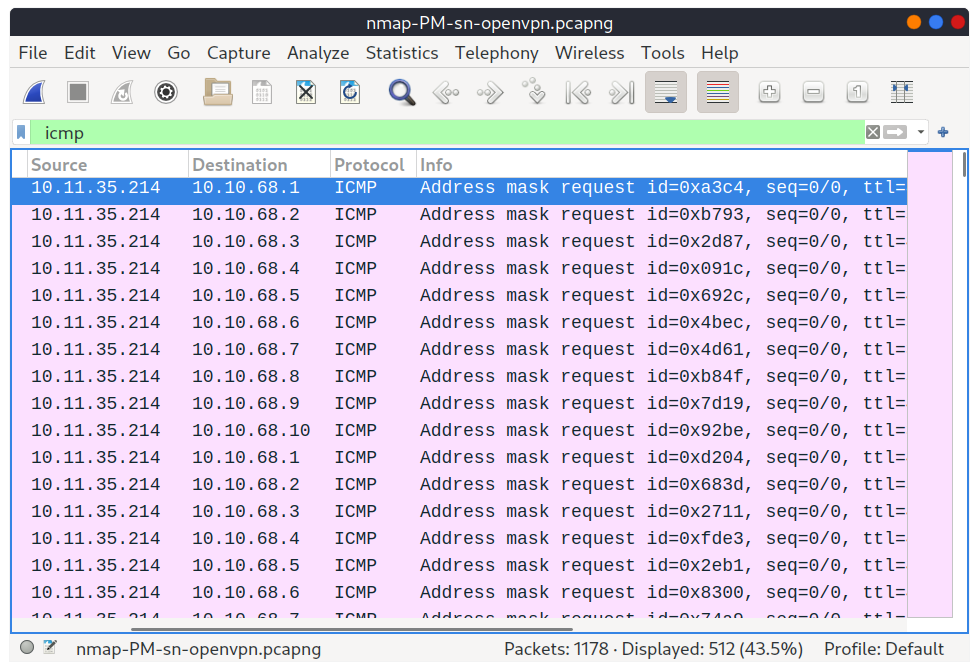 nmap-PM-sn-openvpn.pcapng
File Edit View Go Capture Analyze Statistics Telephony Wireless Tools Help
icmp
Source Destination Protocol Info
10.11.35.214 10.10.68.1 ICMP Address mask request id=0xa3c4, seq=0/0, ttl=
10.11.35.214 10.10.68.2 ICMP Address mask request id=0xb793, seq=0/0, ttl=
10.11.35.214 10.10.68.3 ICMP Address mask request id=0x2d87, seq=0/0, ttl=
10.11.35.214 10.10.68.4 ICMP Address mask request id=0x091c, seq=0/0, ttl=
10.11.35.214 10.10.68.5 ICMP Address mask request id=0x692c, seq=0/0, ttl=
10.11.35.214 10.10.68.6 ICMP Address mask request id=0x4bec, seq=0/0, ttl=
10.11.35.214 10.10.68.7 ICMP Address mask request id=0x4d61, seq=0/0, ttl=
10.11.35.214 10.10.68.8 ICMP Address mask request id=0xb84f, seq=0/0, ttl=
10.11.35.214 10.10.68.9 ICMP Address mask request id=0x7d19, seq=0/0, ttl=
10.11.35.214 10.10.68.10 ICMP Address mask request id=0x92be, seq=0/0, ttl=
10.11.35.214 10.10.68.1 ICMP Address mask request id=0xd204, seq=0/0, ttl=
10.11.35.214 10.10.68.2 ICMP Address mask request id=0x683d, seq=0/0, ttl=
10.11.35.214 10.10.68.3 ICMP Address mask request id=0x2711, seq=0/0, ttl=
10.11.35.214 10.10.68.4 ICMP Address mask request id=0xfde3, seq=0/0, ttl=
10.11.35.214 10.10.68.5 ICMP Address mask request id=0x2eb1, seq=0/0, ttl=
10.11.35.214 10.10.68.6 ICMP Address mask request id=0x8300, seq=0/0, ttl=
10.11.35.214 10.10.68.7 ICMP Address mask request seq=0/0, ttl=
nmap-PM-sn-openvpn.pcapng Packets: 1178 · Displayed: 512 (43.5%) Profile: Default